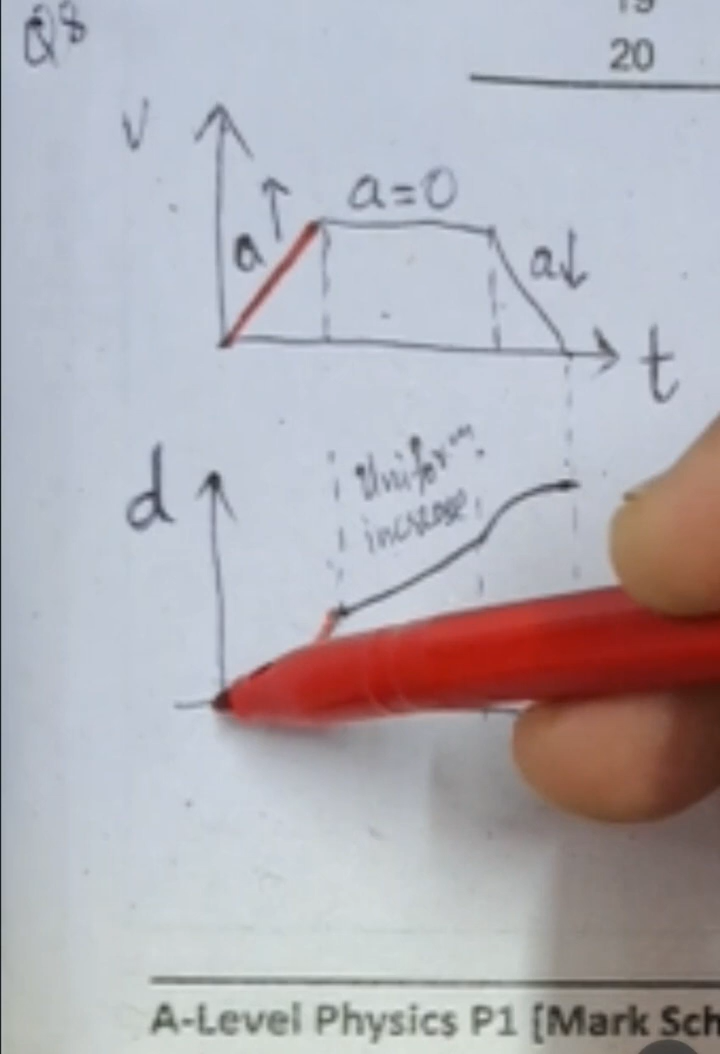 Q8
20
V
a ↑
a=0
a↓
t
d
Uniform
increase
A-Level Physics P1 [Mark Sch